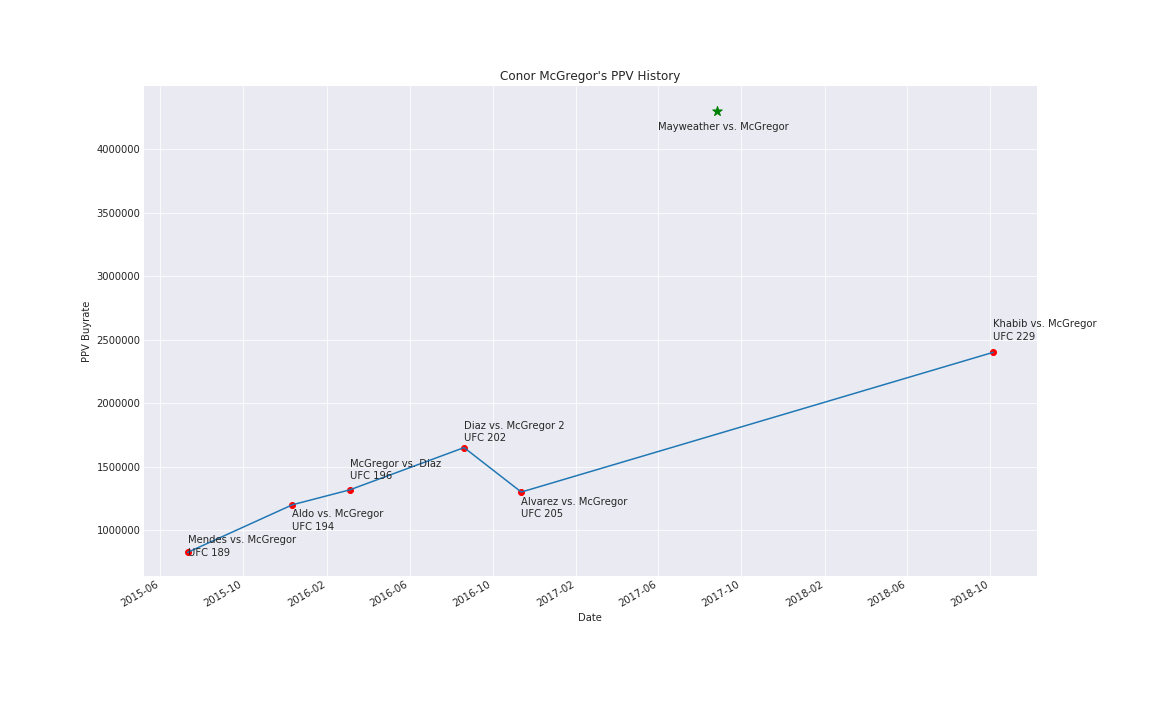 Conor McGregor's PPV History
Mayweather vs. McGregor
4000000
3500000
3000000
2500000
2000000
1500000
1000000
PPV Buyrate
Khabib vs. McGregor
UFC 229
Diaz vs. McGregor 2
UFC 202
McGregor vs. Diaz
UFC 196
Alvarez vs. McGregor
UFC 205
Aldo vs. McGregor
UFC 194
Mendes vs. McGregor
UFC 189
2015-06
2015-10
2016-02
2016-06
2016-10
2017-02
2017-06
2017-10
2018-02
2018-06
2018-10
Date